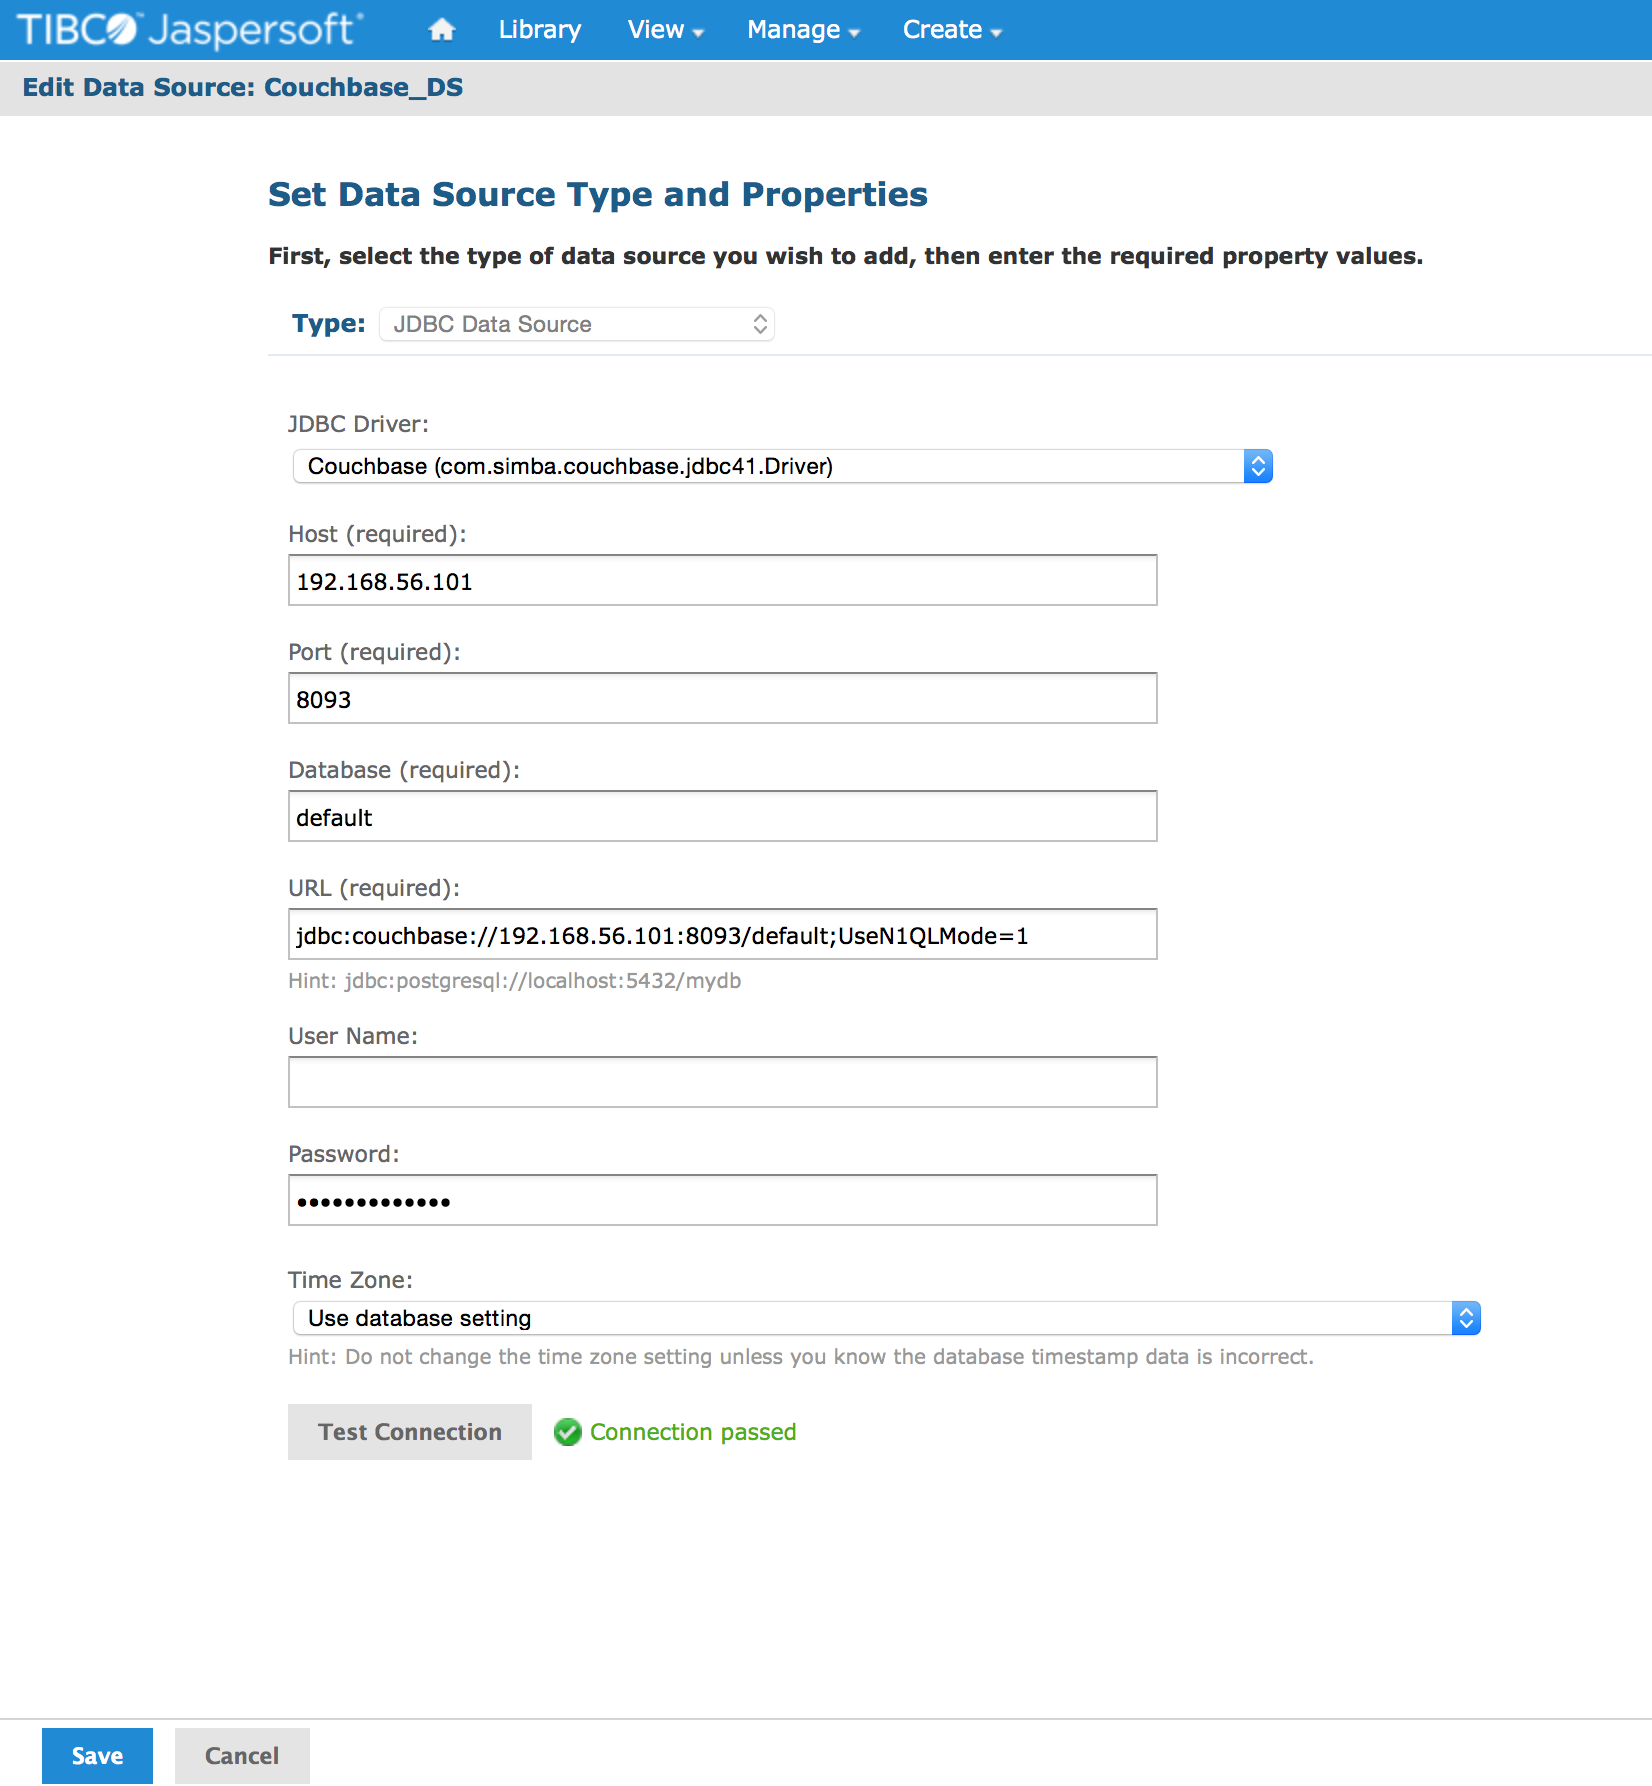 TIBCO™ Jaspersoft® Library View Manage Create
Edit Data Source: Couchbase_DS
Set Data Source Type and Properties
First, select the type of data source you wish to add, then enter the required property values.
Type: JDBC Data Source
JDBC Driver:
Couchbase (com.simba.couchbase.jdbc41.Driver)
Host (required):
192.168.56.101
Port (required):
8093
Database (required):
default
URL (required):
jdbc:couchbase://192.168.56.101:8093/default;UseN1QLMode=1
Hint: jdbc:postgresql://localhost:5432/mydb
User Name:
Password:
•••••••••••••
Time Zone:
Use database setting
Hint: Do not change the time zone setting unless you know the database timestamp data is incorrect.
Test Connection Connection passed
Save Cancel